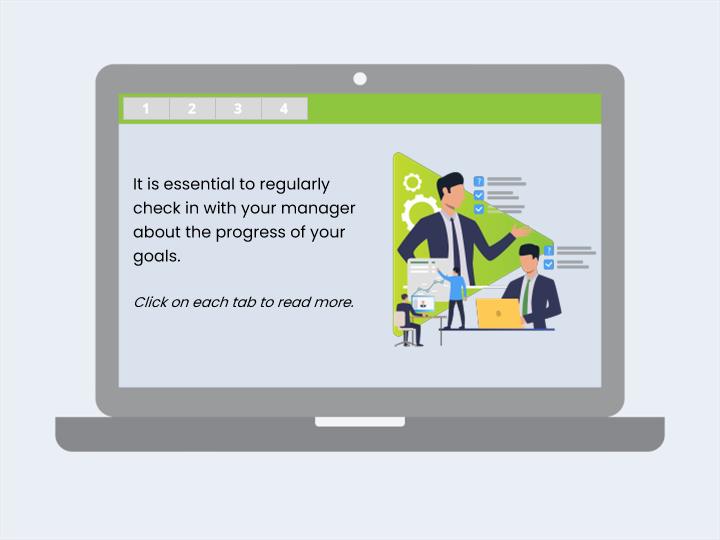 1 2 3 4
It is essential to regularly
check in with your manager
about the progress of your
goals.
Click on each tab to read more.